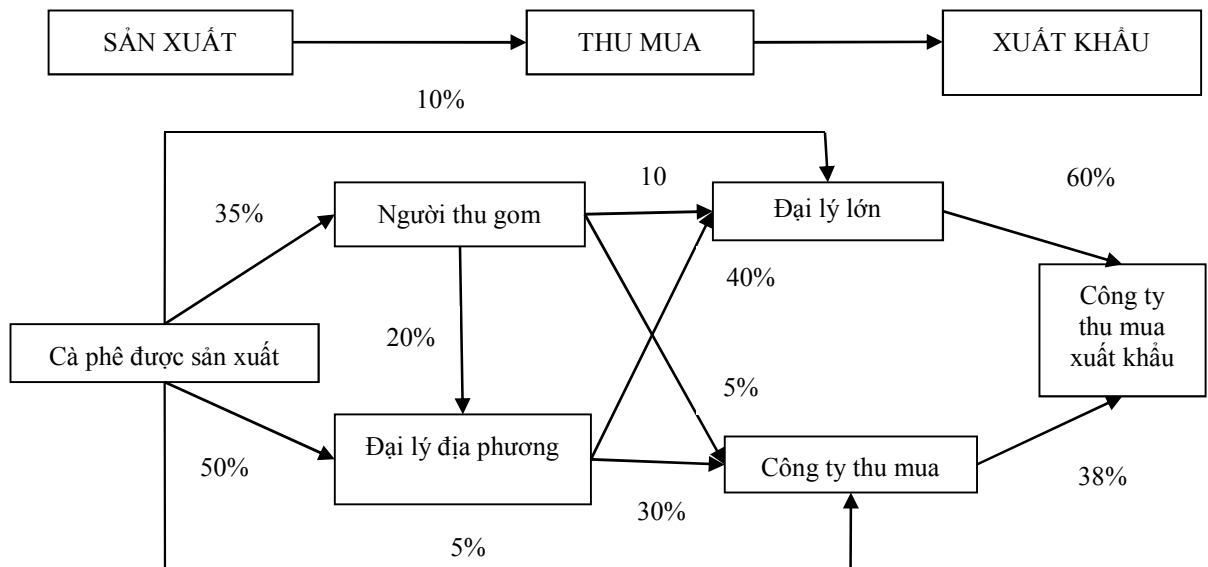 SẢN XUẤT
THU MUA
XUẤT KHẨU
10%
10
60%
35%
Người thu gom
Đại lý lớn
40%
Công ty
thu mua
xuất khẩu
20%
Cà phê được sản xuất
5%
Đại lý địa phương
50%
Công ty thu mua
38%
30%
5%